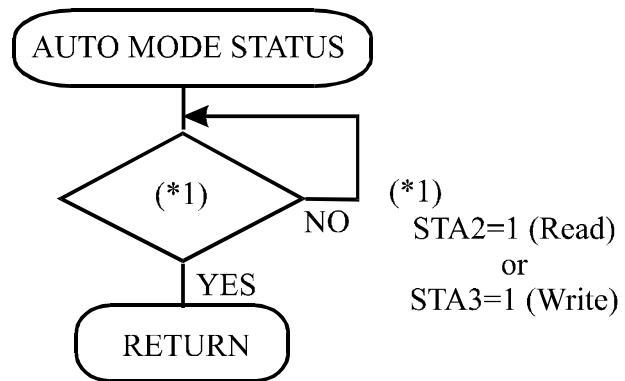 AUTO MODE STATUS
(*1)
NO
(*1)
STA2=1 (Read)
or
STA3=1 (Write)
YES
RETURN